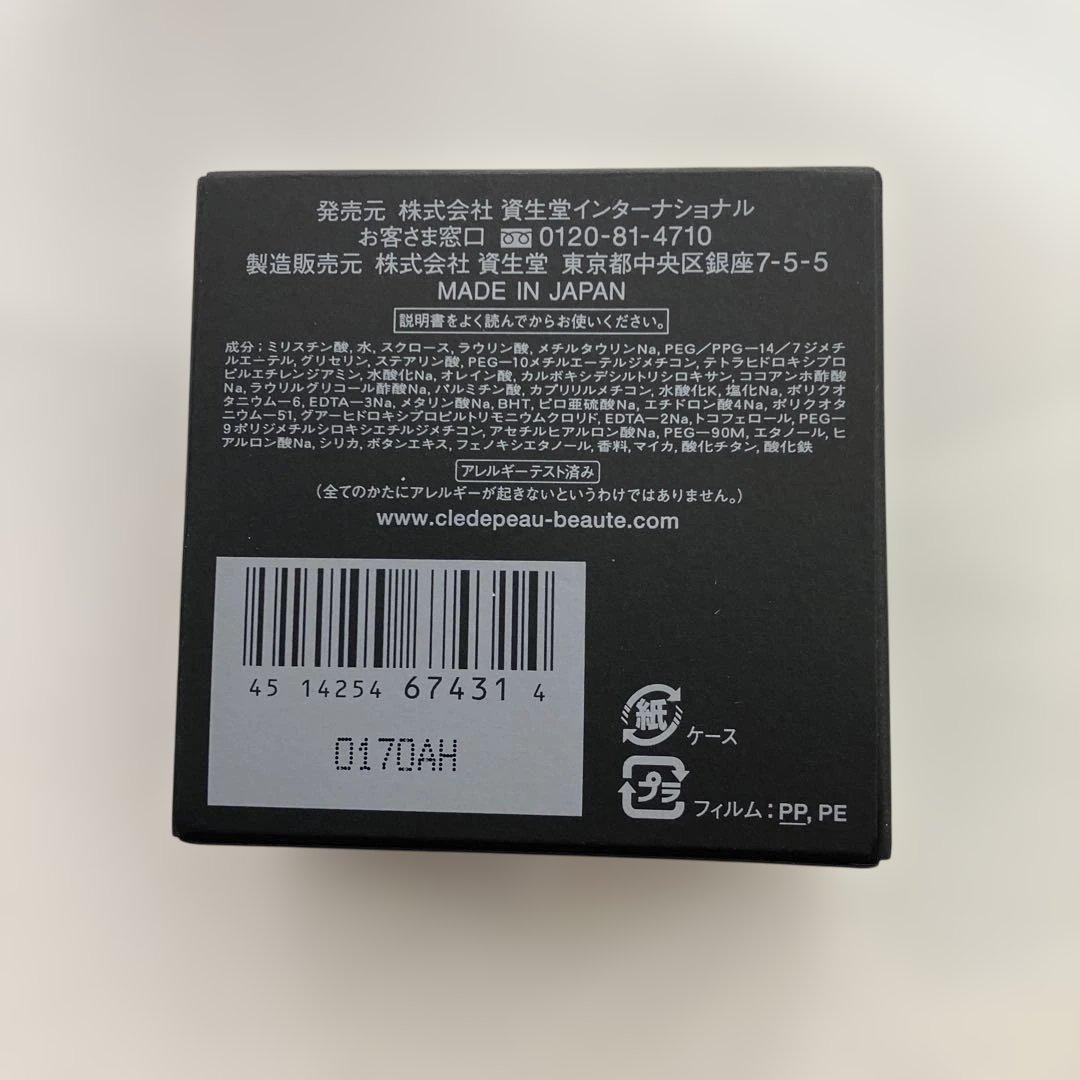 発売元 株式会社 資生堂インターナショナル
お客さま窓口 0120-81-4710
製造販売元 株式会社 資生堂 東京都中央区銀座7-5-5
MADE IN JAPAN
説明書をよく読んでからお使いください。
成分：ミリスチン酸, 水, スクロース, ラウリン酸, メチルタウリンNa, PEG／PPG－14／7ジメチ
ルエーテル, グリセリン, ステアリン酸, PEG－10メチルエーテルジメチコン, テトラヒドロキシプロ
ピルエチレンジアミン, 水酸化Na, オレイン酸, カルボキシデシルトリシロキサン, ココアンホ酢酸
Na, ラウリルグリコール酢酸Na, パルミチン酸, カプリリルメチコン, 水酸化K, 塩化Na, ポリクオ
タニウム－6, EDTA－3Na, メタリン酸Na, BHT, ピロ亜硫酸Na, エチドロン酸4Na, ポリクオタ
ニウム－51, グアーヒドロキシプロピルトリモニウムクロリド, EDTA－2Na, トコフェロール, PEG－
9ポリジメチルシロキシエチルジメチコン, アセチルヒアルロン酸Na, PEG－90M, エタノール, ヒ
アルロン酸Na, シリカ, ボタンエキス, フェノキシエタノール, 香料, マイカ, 酸化チタン, 酸化鉄
アレルギーテスト済み
（全てのかたにアレルギーが起きないというわけではありません。）
www.cledepeau-beaute.com
45 14254 67431 4
0170AH
紙 ケース
プラ フィルム：PP, PE